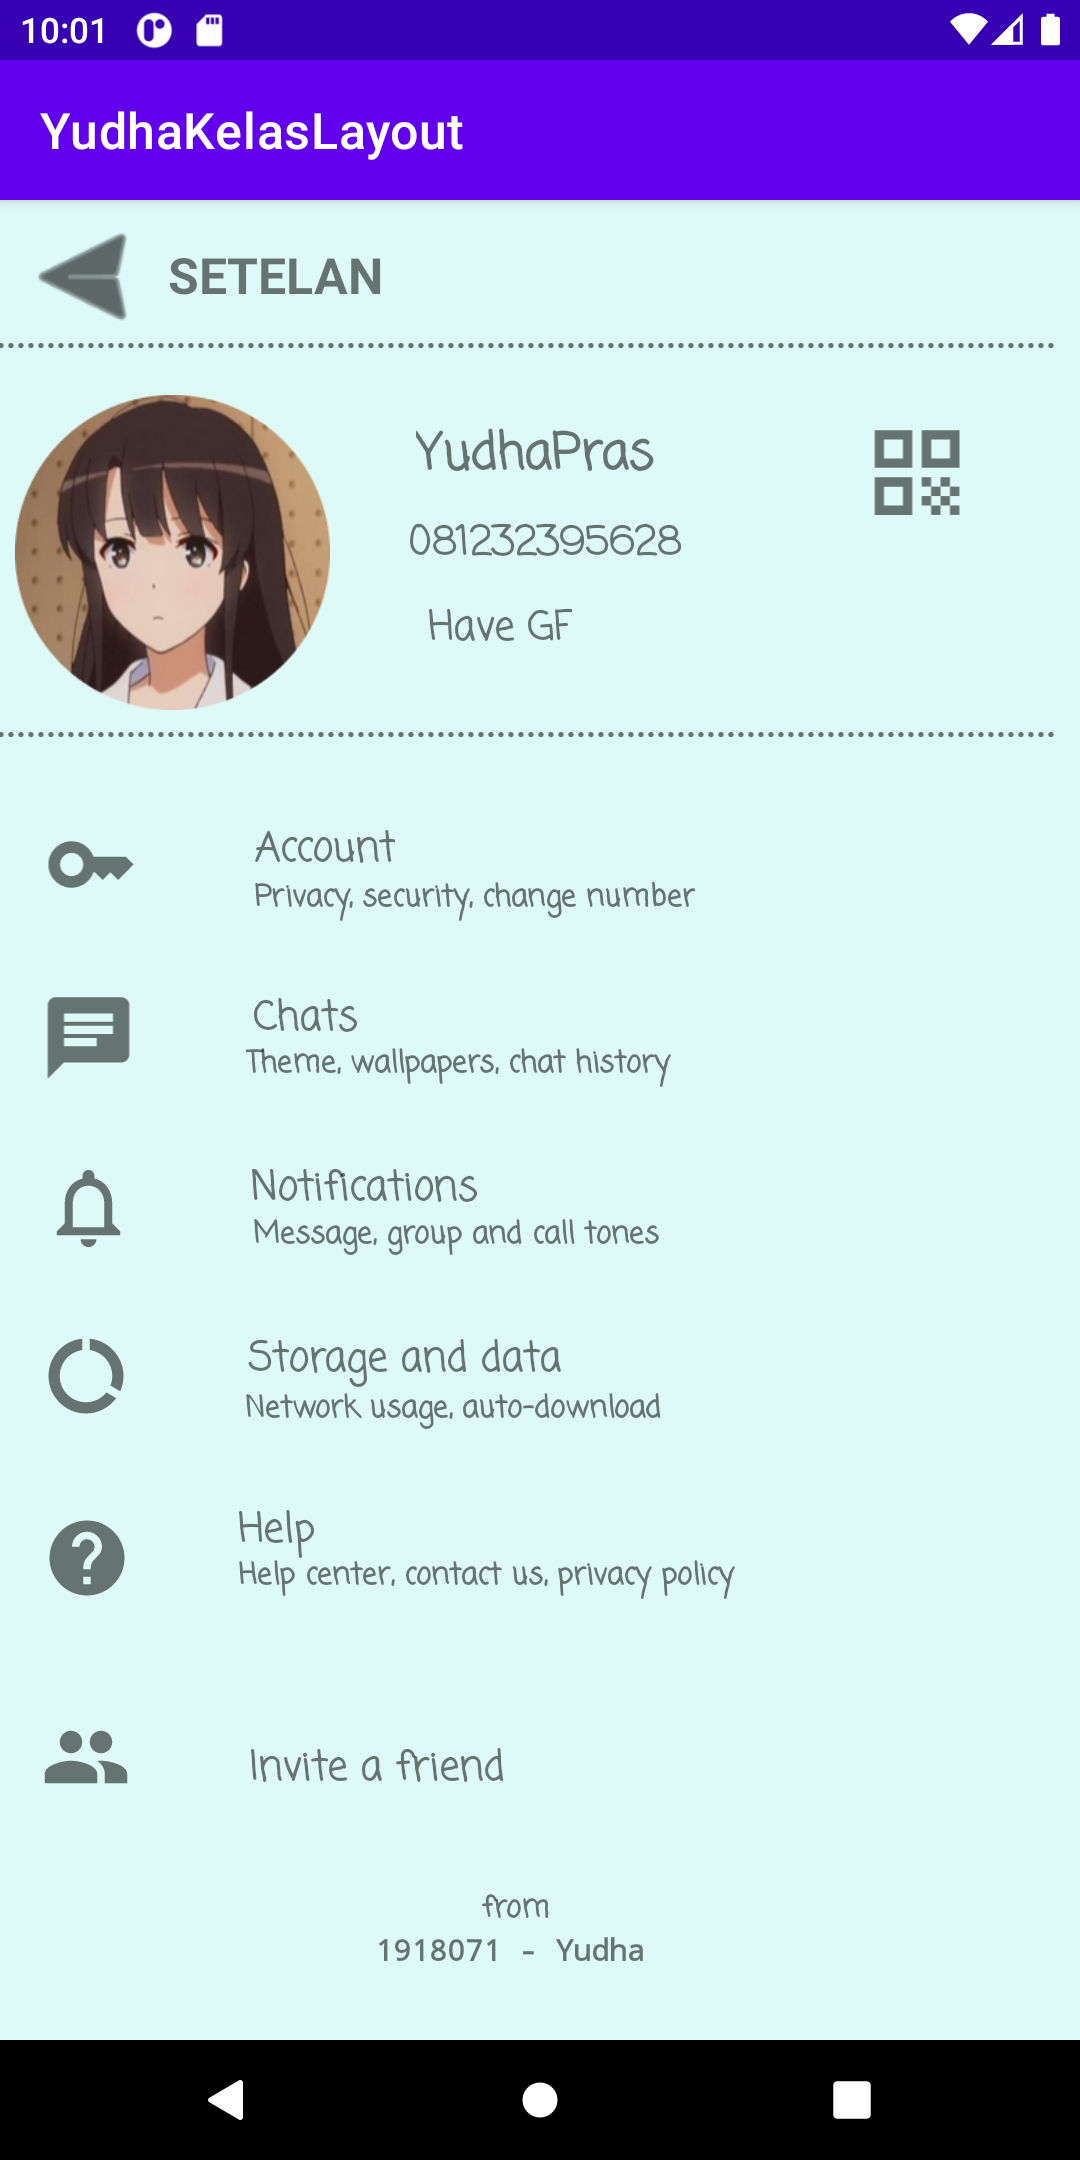 10:01
YudhaKelasLayout
SETELAN
YudhaPras
081232395628
Have GF
Account
Privacy, security, change number
Chats
Theme, wallpapers, chat history
Notifications
Message, group and call tones
Storage and data
Network usage, auto-download
Help
Help center, contact us, privacy policy
Invite a friend
from
1918071 - Yudha